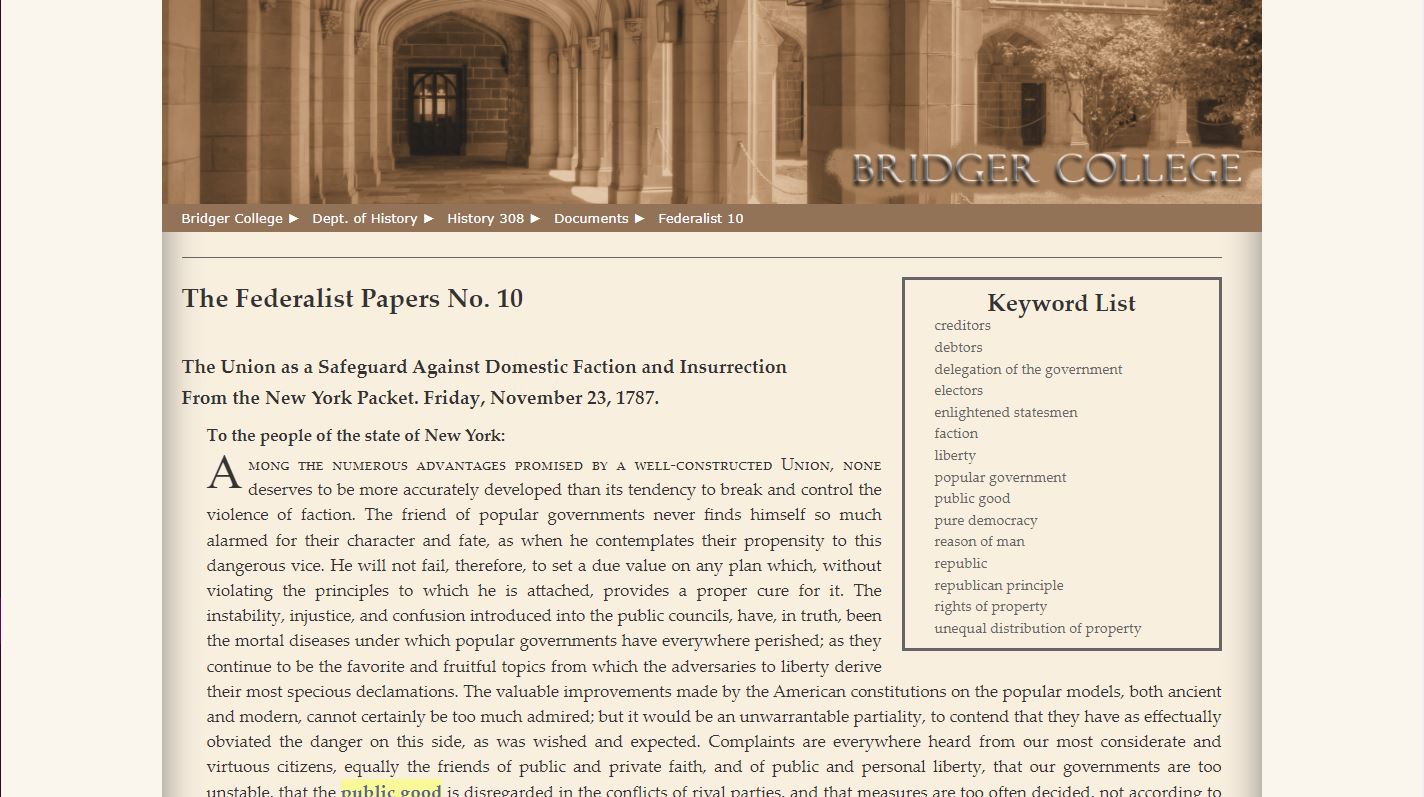 BRIDGER COLLEGE
Bridger College ► Dept. of History ► History 308 ► Documents ► Federalist 10
The Federalist Papers No. 10
The Union as a Safeguard Against Domestic Faction and Insurrection
From the New York Packet. Friday, November 23, 1787.
To the people of the state of New York:
Among the numerous advantages promised by a well-constructed Union, none
deserves to be more accurately developed than its tendency to break and control the
violence of faction. The friend of popular governments never finds himself so much
alarmed for their character and fate, as when he contemplates their propensity to this
dangerous vice. He will not fail, therefore, to set a due value on any plan which, without
violating the principles to which he is attached, provides a proper cure for it. The
instability, injustice, and confusion introduced into the public councils, have, in truth, been
the mortal diseases under which popular governments have everywhere perished; as they
continue to be the favorite and fruitful topics from which the adversaries to liberty derive
their most specious declamations. The valuable improvements made by the American constitutions on the popular models, both ancient
and modern, cannot certainly be too much admired; but it would be an unwarrantable partiality, to contend that they have as effectually
obviated the danger on this side, as was wished and expected. Complaints are everywhere heard from our most considerate and
virtuous citizens, equally the friends of public and private faith, and of public and personal liberty, that our governments are too
unstable, that the public good is disregarded in the conflicts of rival parties, and that measures are too often decided, not according to
Keyword List
creditors
debtors
delegation of the government
electors
enlightened statesmen
faction
liberty
popular government
public good
pure democracy
reason of man
republic
republican principle
rights of property
unequal distribution of property